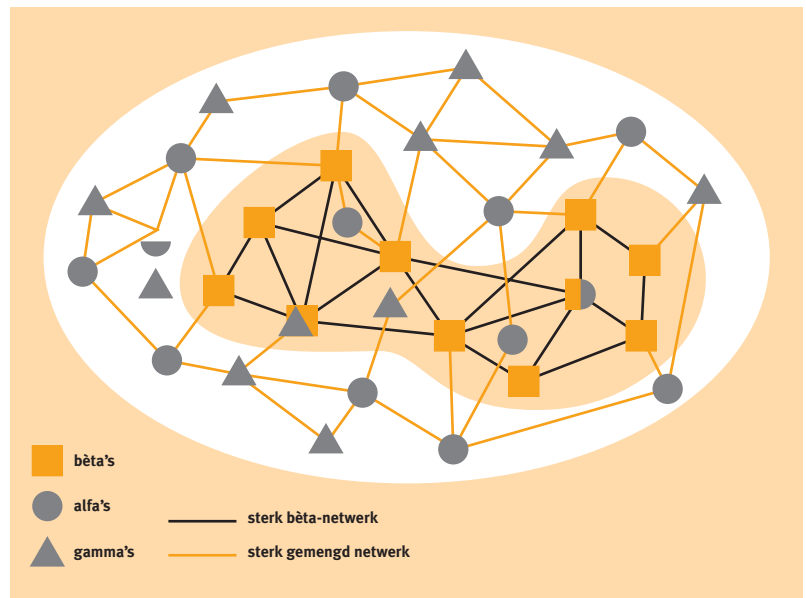 bèta's
alfa's
gamma's
sterk bèta-netwerk
sterk gemengd netwerk